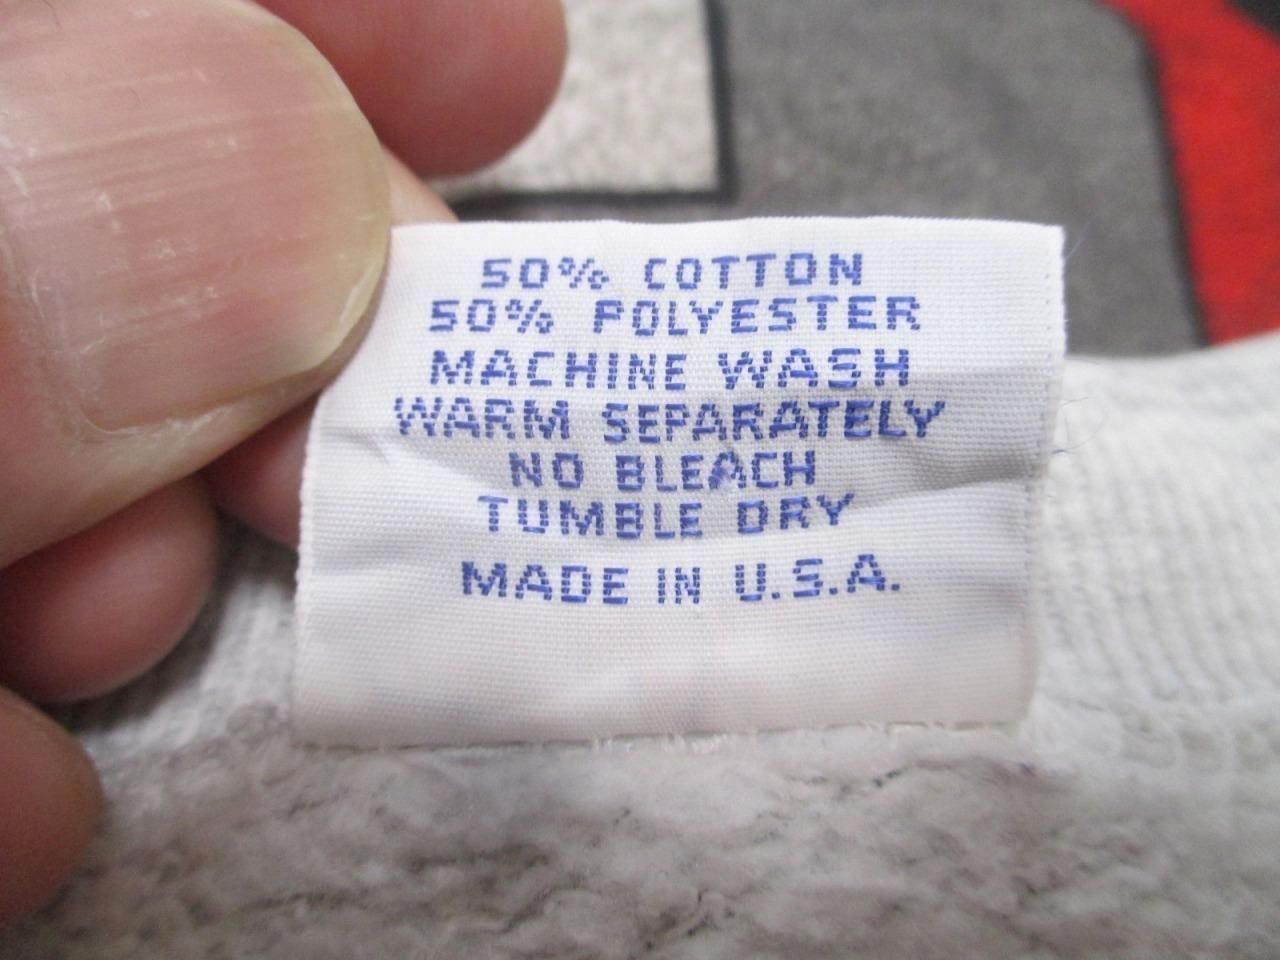 50% COTTON
50% POLYESTER
MACHINE WASH
WARM SEPARATELY
NO BLEACH
TUMBLE DRY
MADE IN U.S.A.